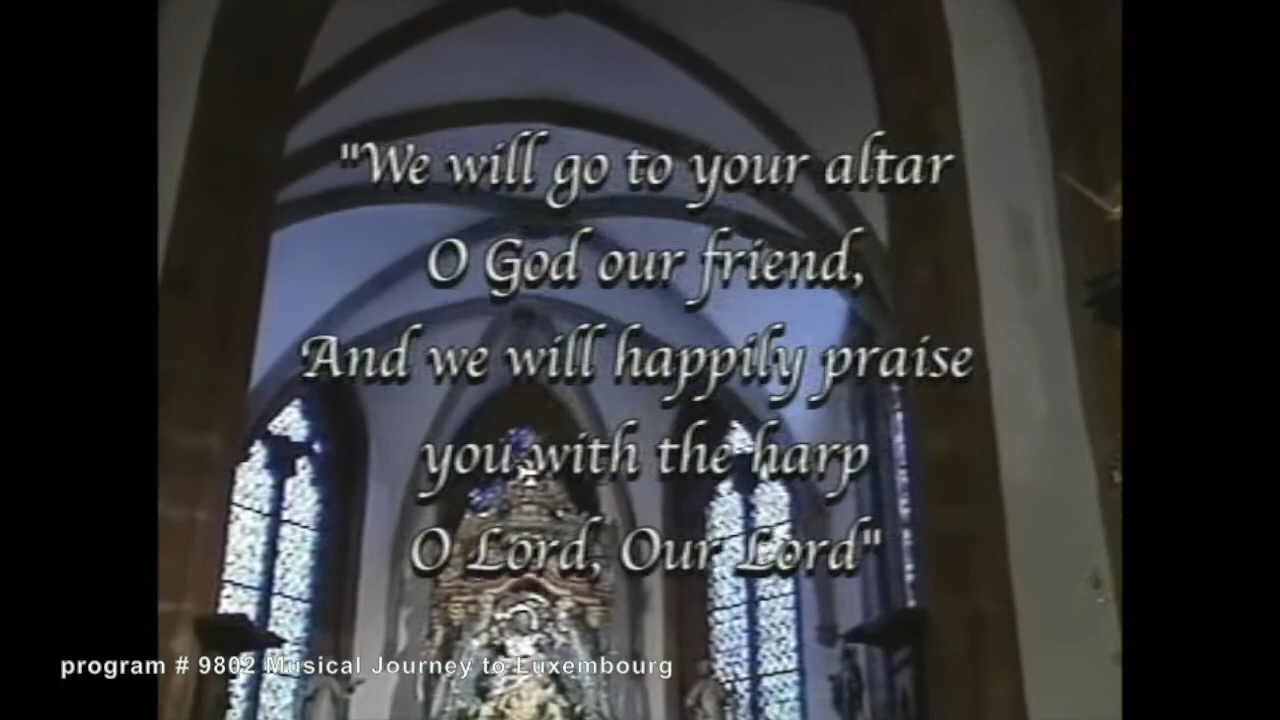 "We will go to your altar
O God our friend,
And we will happily praise
you with the harp
O Lord, Our Lord"
program # 9802 Musical Journey to Luxembourg